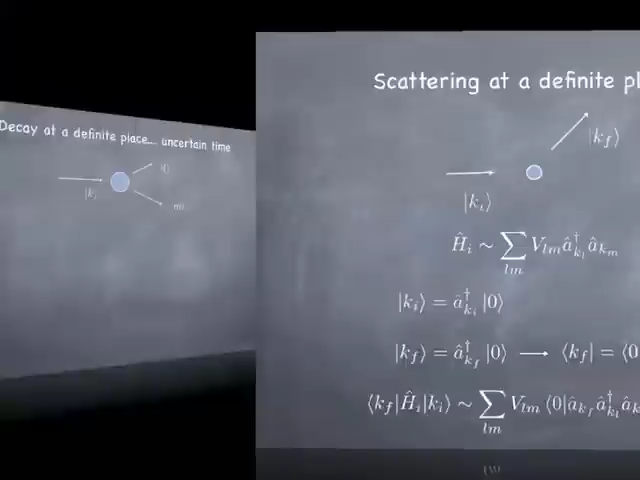 Decay at a definite place... uncertain time
|k_i
Scattering at a definite pl
|k_f⟩
|k_i⟩
Ĥ_i ∼ ∑_{lm} V_{lm} â†_{k_l} â_{k_m}
|k_i⟩ = â†_{k_i} |0⟩
|k_f⟩ = â†_{k_f} |0⟩ ⟶ ⟨k_f| = ⟨0
⟨k_f|Ĥ_i|k_i⟩ ∼ ∑_{lm} V_{lm} ⟨0|â_{k_f} â†_{k_l} â_k